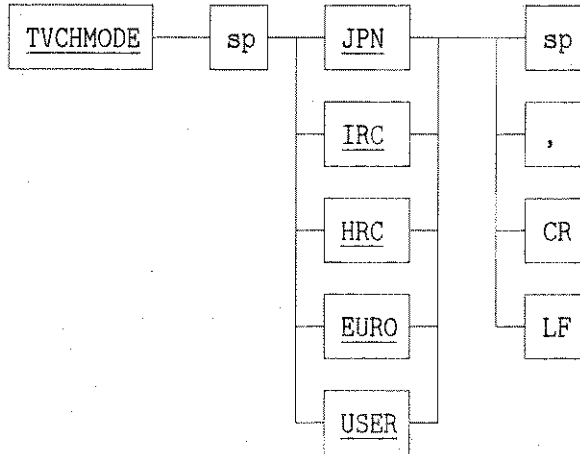 TVCHMODE sp JPN sp
IRC ,
HRC CR
EURO LF
USER